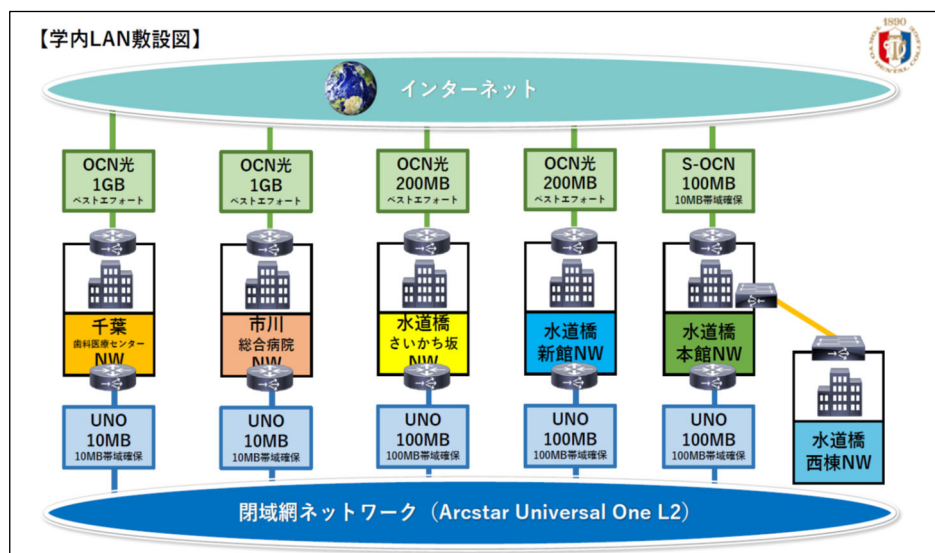 【学内LAN敷設図】
1890
TOKYO DENTAL COLLEGE
インターネット
OCN光
1GB
ベストエフォート
OCN光
1GB
ベストエフォート
OCN光
200MB
ベストエフォート
OCN光
200MB
ベストエフォート
S-OCN
100MB
10MB帯域確保
千葉
歯科医療センター
NW
市川
総合病院
NW
水道橋
さいかち坂
NW
水道橋
新館NW
水道橋
本館NW
水道橋
西棟NW
UNO
10MB
10MB帯域確保
UNO
10MB
10MB帯域確保
UNO
100MB
100MB帯域確保
UNO
100MB
100MB帯域確保
UNO
100MB
100MB帯域確保
閉域網ネットワーク（Arcstar Universal One L2）